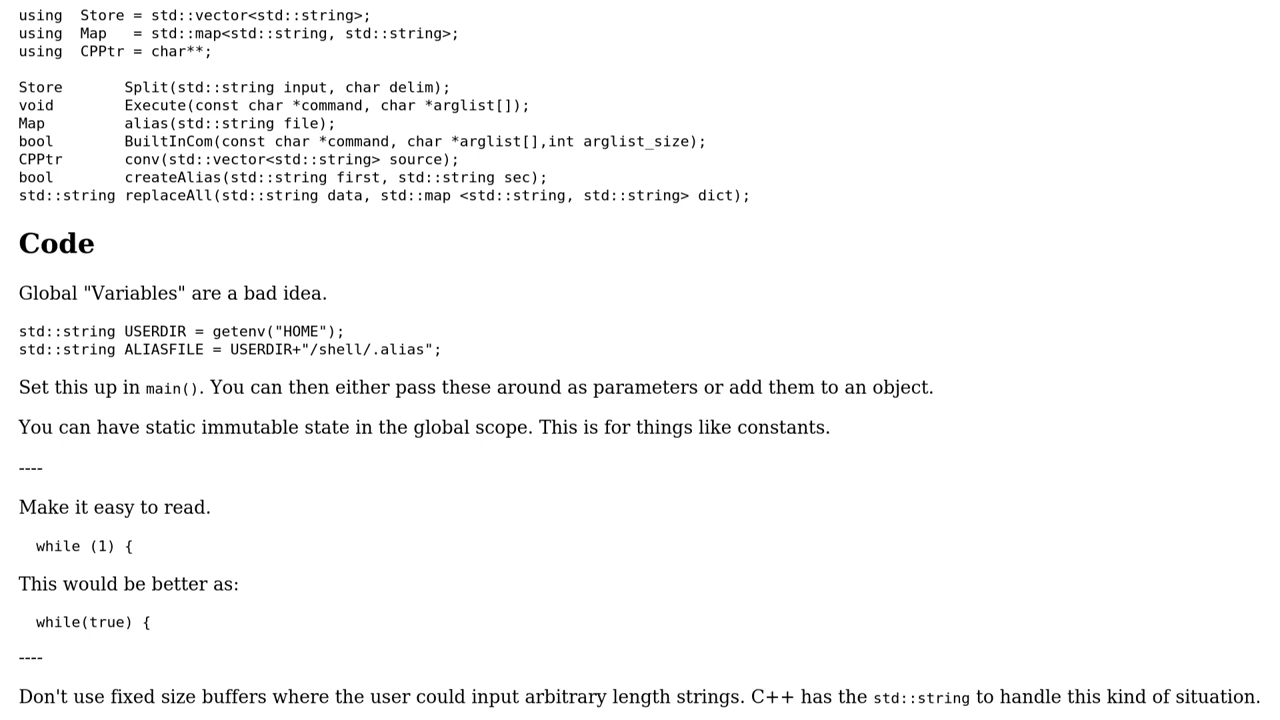 using  Store = std::vector<std::string>;
using  Map   = std::map<std::string, std::string>;
using  CPPtr = char**;
Store       Split(std::string input, char delim);
void        Execute(const char *command, char *arglist[]);
Map         alias(std::string file);
bool        BuiltInCom(const char *command, char *arglist[],int arglist_size);
CPPtr       conv(std::vector<std::string> source);
bool        createAlias(std::string first, std::string sec);
std::string replaceAll(std::string data, std::map <std::string, std::string> dict);
Code
Global "Variables" are a bad idea.
std::string USERDIR = getenv("HOME");
std::string ALIASFILE = USERDIR+"/shell/.alias";
Set this up in main(). You can then either pass these around as parameters or add them to an object.
You can have static immutable state in the global scope. This is for things like constants.
----
Make it easy to read.
  while (1) {
This would be better as:
  while(true) {
----
Don't use fixed size buffers where the user could input arbitrary length strings. C++ has the std::string to handle this kind of situation.